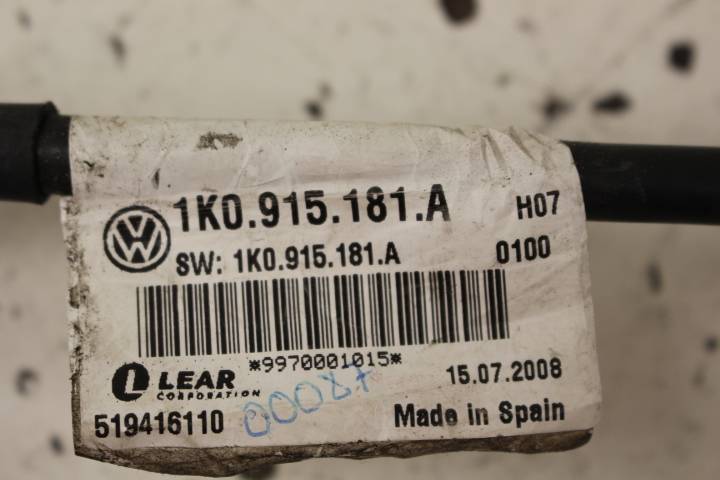 1K0.915.181.A H07
SW: 1K0.915.181.A 0100
*9970001015*
LEAR 15.07.2008
CORPORATION
519416110 00087 Made in Spain